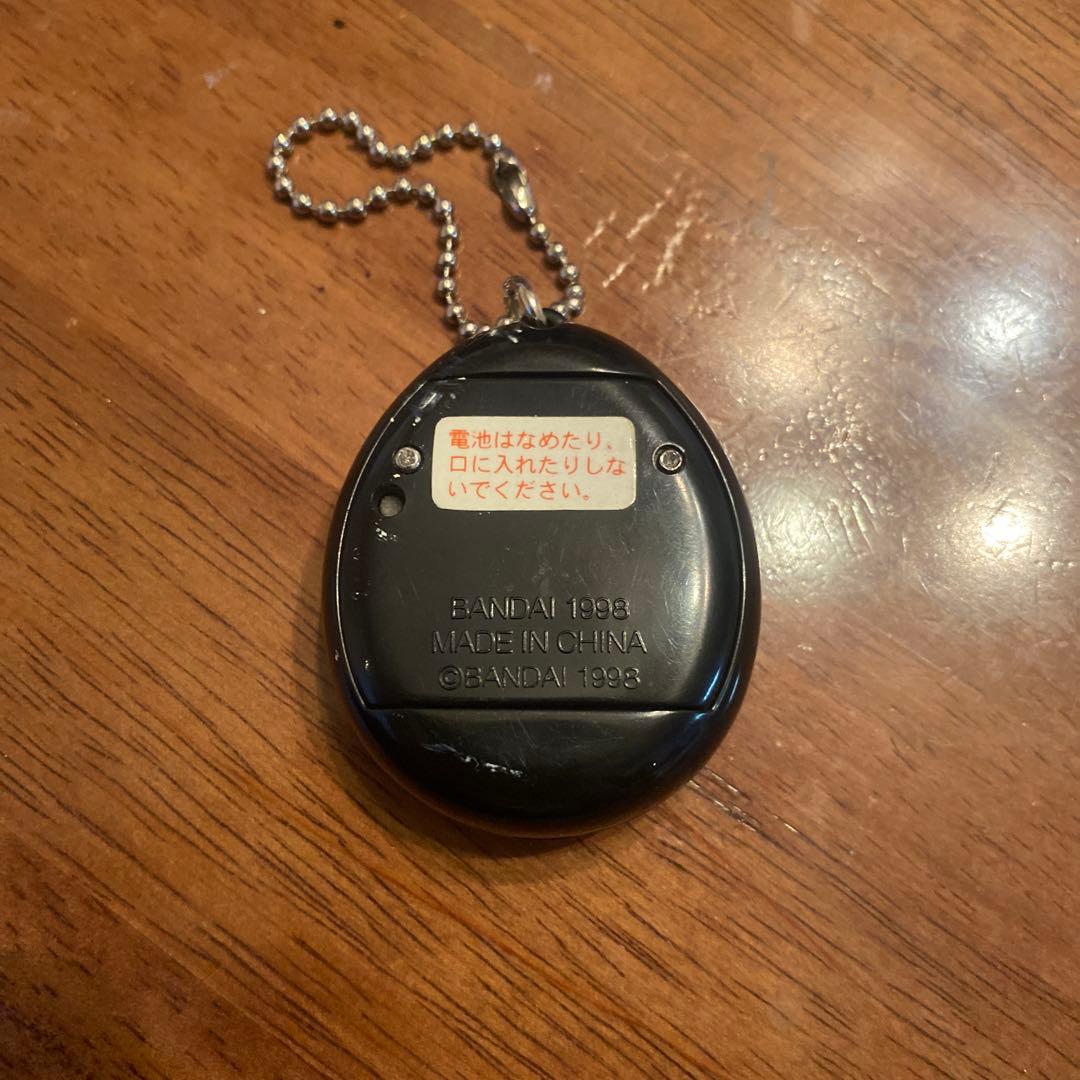 電池はなめたり、
口に入れたりしな
いでください。
BANDAI 1998
MADE IN CHINA
©BANDAI 1998